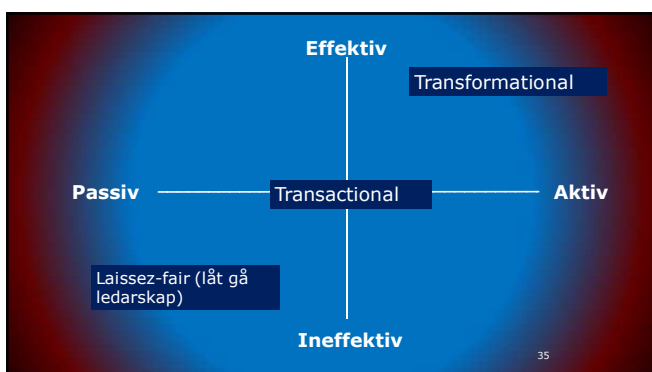 Effektiv
Transformational
Passiv
Transactional
Aktiv
Laissez-fair (låt gå
ledarskap)
Ineffektiv
35